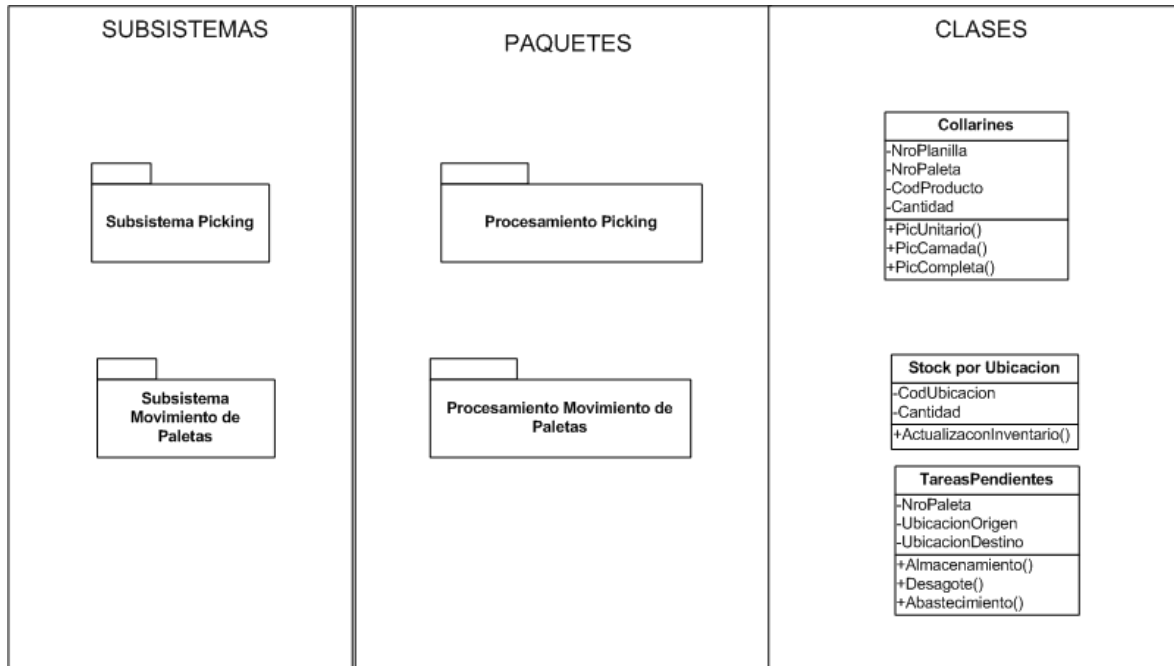 SUBSISTEMAS
PAQUETES
CLASES
Subsistema Picking
Procesamiento Picking
Collarines
-NroPlanilla
-NroPaleta
-CodProducto
-Cantidad
+PicUnitario()
+PicCamada()
+PicCompleta()
Subsistema
Movimiento de
Paletas
Procesamiento Movimiento de
Paletas
Stock por Ubicacion
-CodUbicacion
-Cantidad
+ActualizaconInventario()
TareasPendientes
-NroPaleta
-UbicacionOrigen
-UbicacionDestino
+Almacenamiento()
+Desagote()
+Abastecimiento()